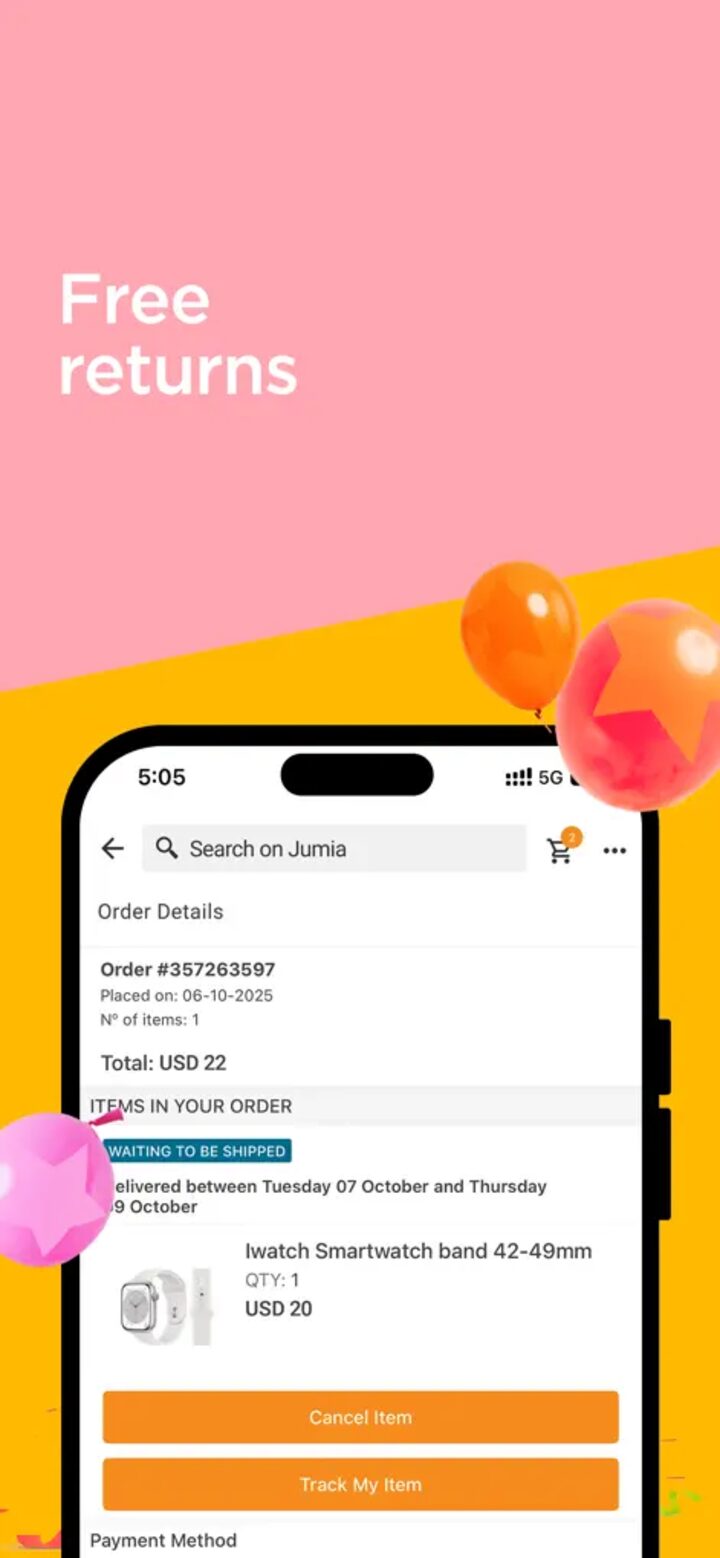 Free
returns
5:05
5G
Search on Jumia
2
Order Details
Order #357263597
Placed on: 06-10-2025
Nº of items: 1
Total: USD 22
ITEMS IN YOUR ORDER
WAITING TO BE SHIPPED
elivered between Tuesday 07 October and Thursday
9 October
Iwatch Smartwatch band 42-49mm
QTY: 1
USD 20
Cancel Item
Track My Item
Payment Method